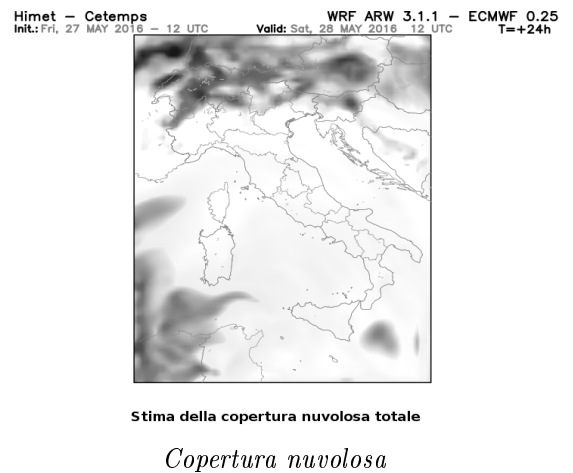 Himet – Cetemps WRF ARW 3.1.1 – ECMWF 0.25
Init.: Fri, 27 MAY 2016 – 12 UTC Valid: Sat, 28 MAY 2016 12 UTC T=+24h
Stima della copertura nuvolosa totale
Copertura nuvolosa